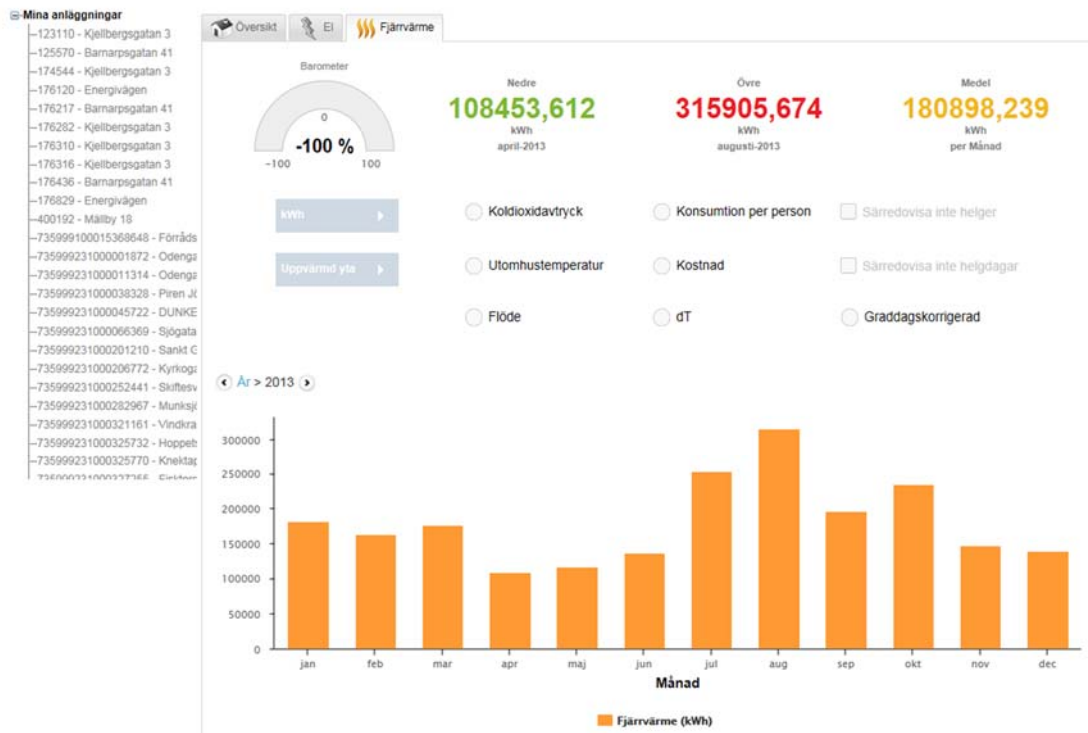 Mina anläggningar
123110 - Kjellbergsgatan 3
125570 - Barnarpsgatan 41
174544 - Kjellbergsgatan 3
176120 - Energivägen
176217 - Barnarpsgatan 41
176282 - Kjellbergsgatan 3
176310 - Kjellbergsgatan 3
176316 - Kjellbergsgatan 3
176436 - Barnarpsgatan 41
176829 - Energivägen
400192 - Mällby 18
735999100015368648 - Förråds
735999231000001872 - Odenga
735999231000011314 - Odenga
735999231000038328 - Piren Jö
735999231000045722 - DUNKE
735999231000066369 - Sjögata
735999231000201210 - Sankt G
735999231000206772 - Kyrkoga
735999231000252441 - Skiftesv
735999231000282967 - Munksjö
735999231000321161 - Vindkra
735999231000325732 - Hoppets
735999231000325770 - Knektap
Översikt El Fjärrvärme
Barometer
0
-100 %
-100 100
Nedre
108453,612
kWh
april-2013
Övre
315905,674
kWh
augusti-2013
Medel
180898,239
kWh
per Månad
kWh
Uppvärmd yta
Koldioxidavtryck Konsumtion per person Särredovisa inte helger
Utomhustemperatur Kostnad Särredovisa inte helgdagar
Flöde dT Graddagskorrigerad
År > 2013
300000
250000
200000
150000
100000
50000
0
jan feb mar apr maj jun jul aug sep okt nov dec
Månad
Fjärrvärme (kWh)